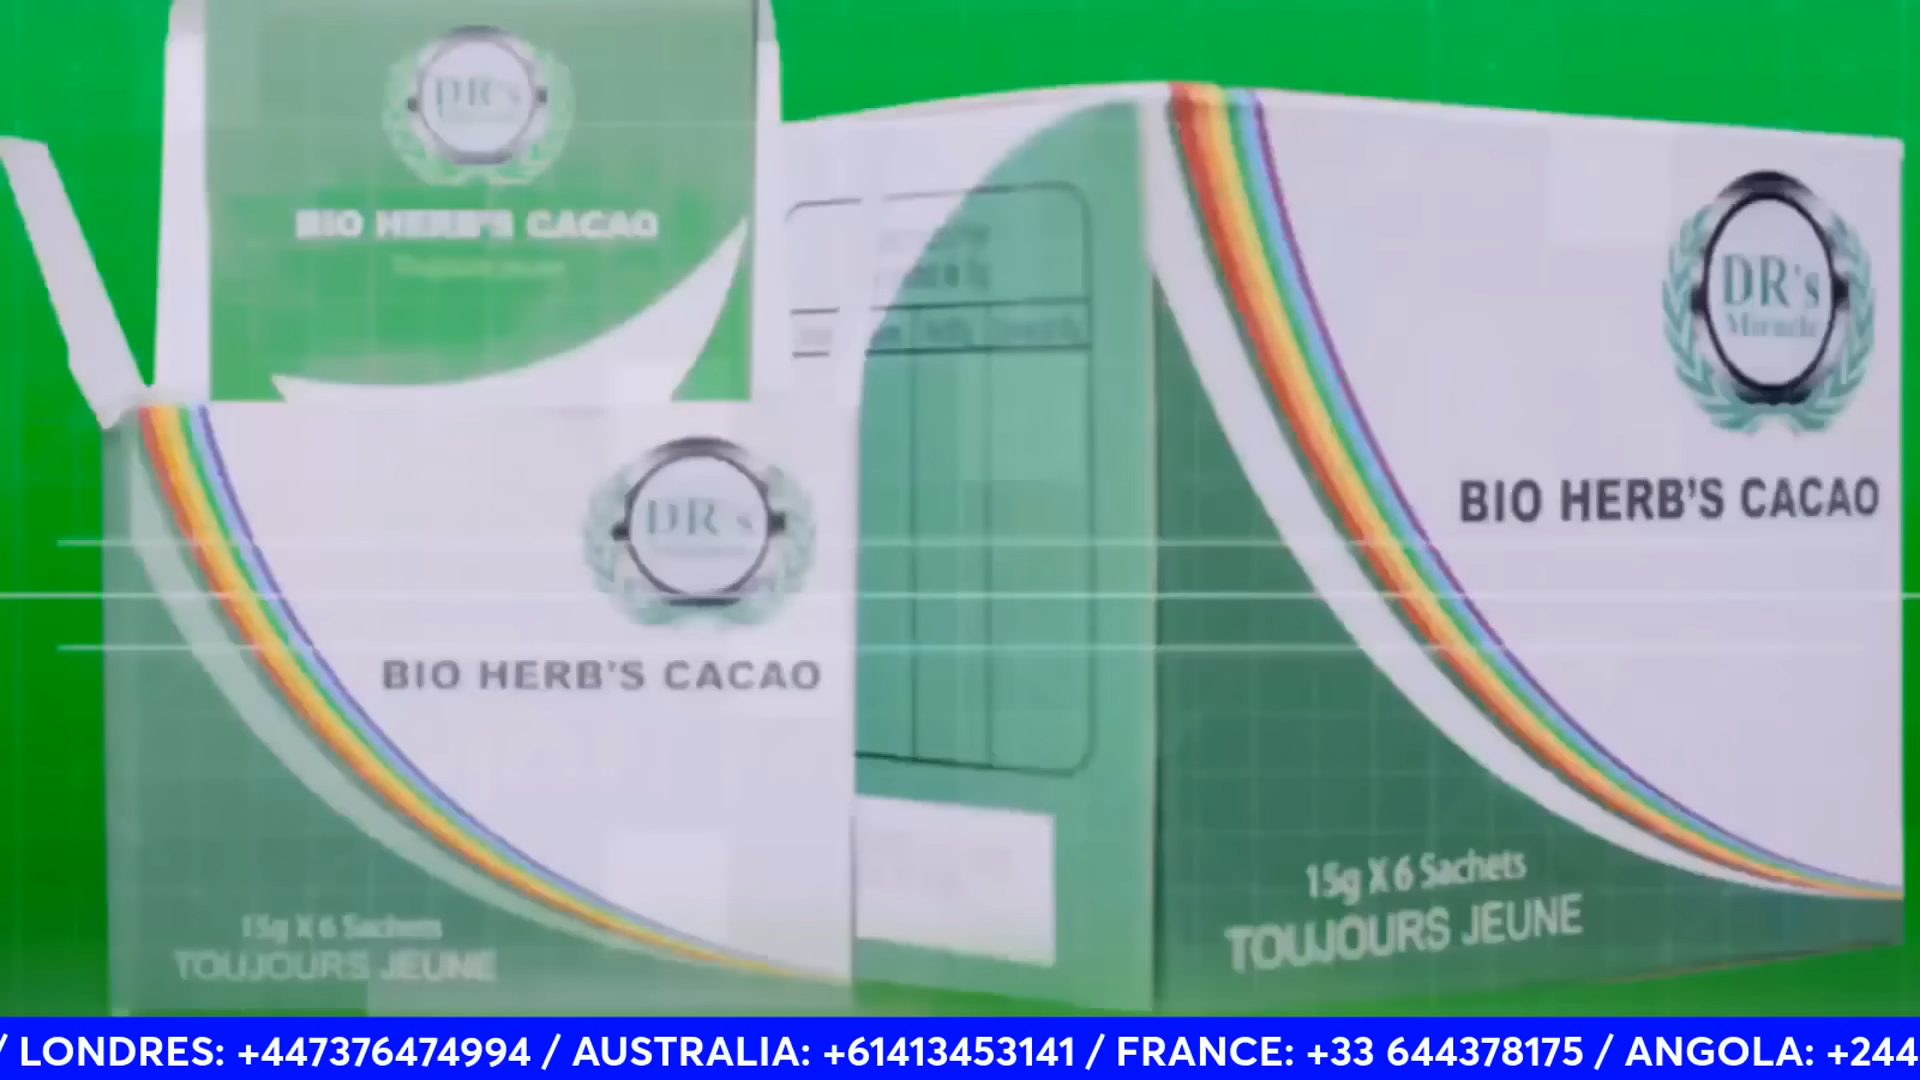 DR's
BIO HERB'S CACAO
DR's
Miracle
BIO HERB'S CACAO
15g X 6 Sachets
TOUJOURS JEUNE
DR's
BIO HERB'S CACAO
15g X 6 Sachets
TOUJOURS JEUNE
/ LONDRES: +447376474994 / AUSTRALIA: +61413453141 / FRANCE: +33 644378175 / ANGOLA: +244